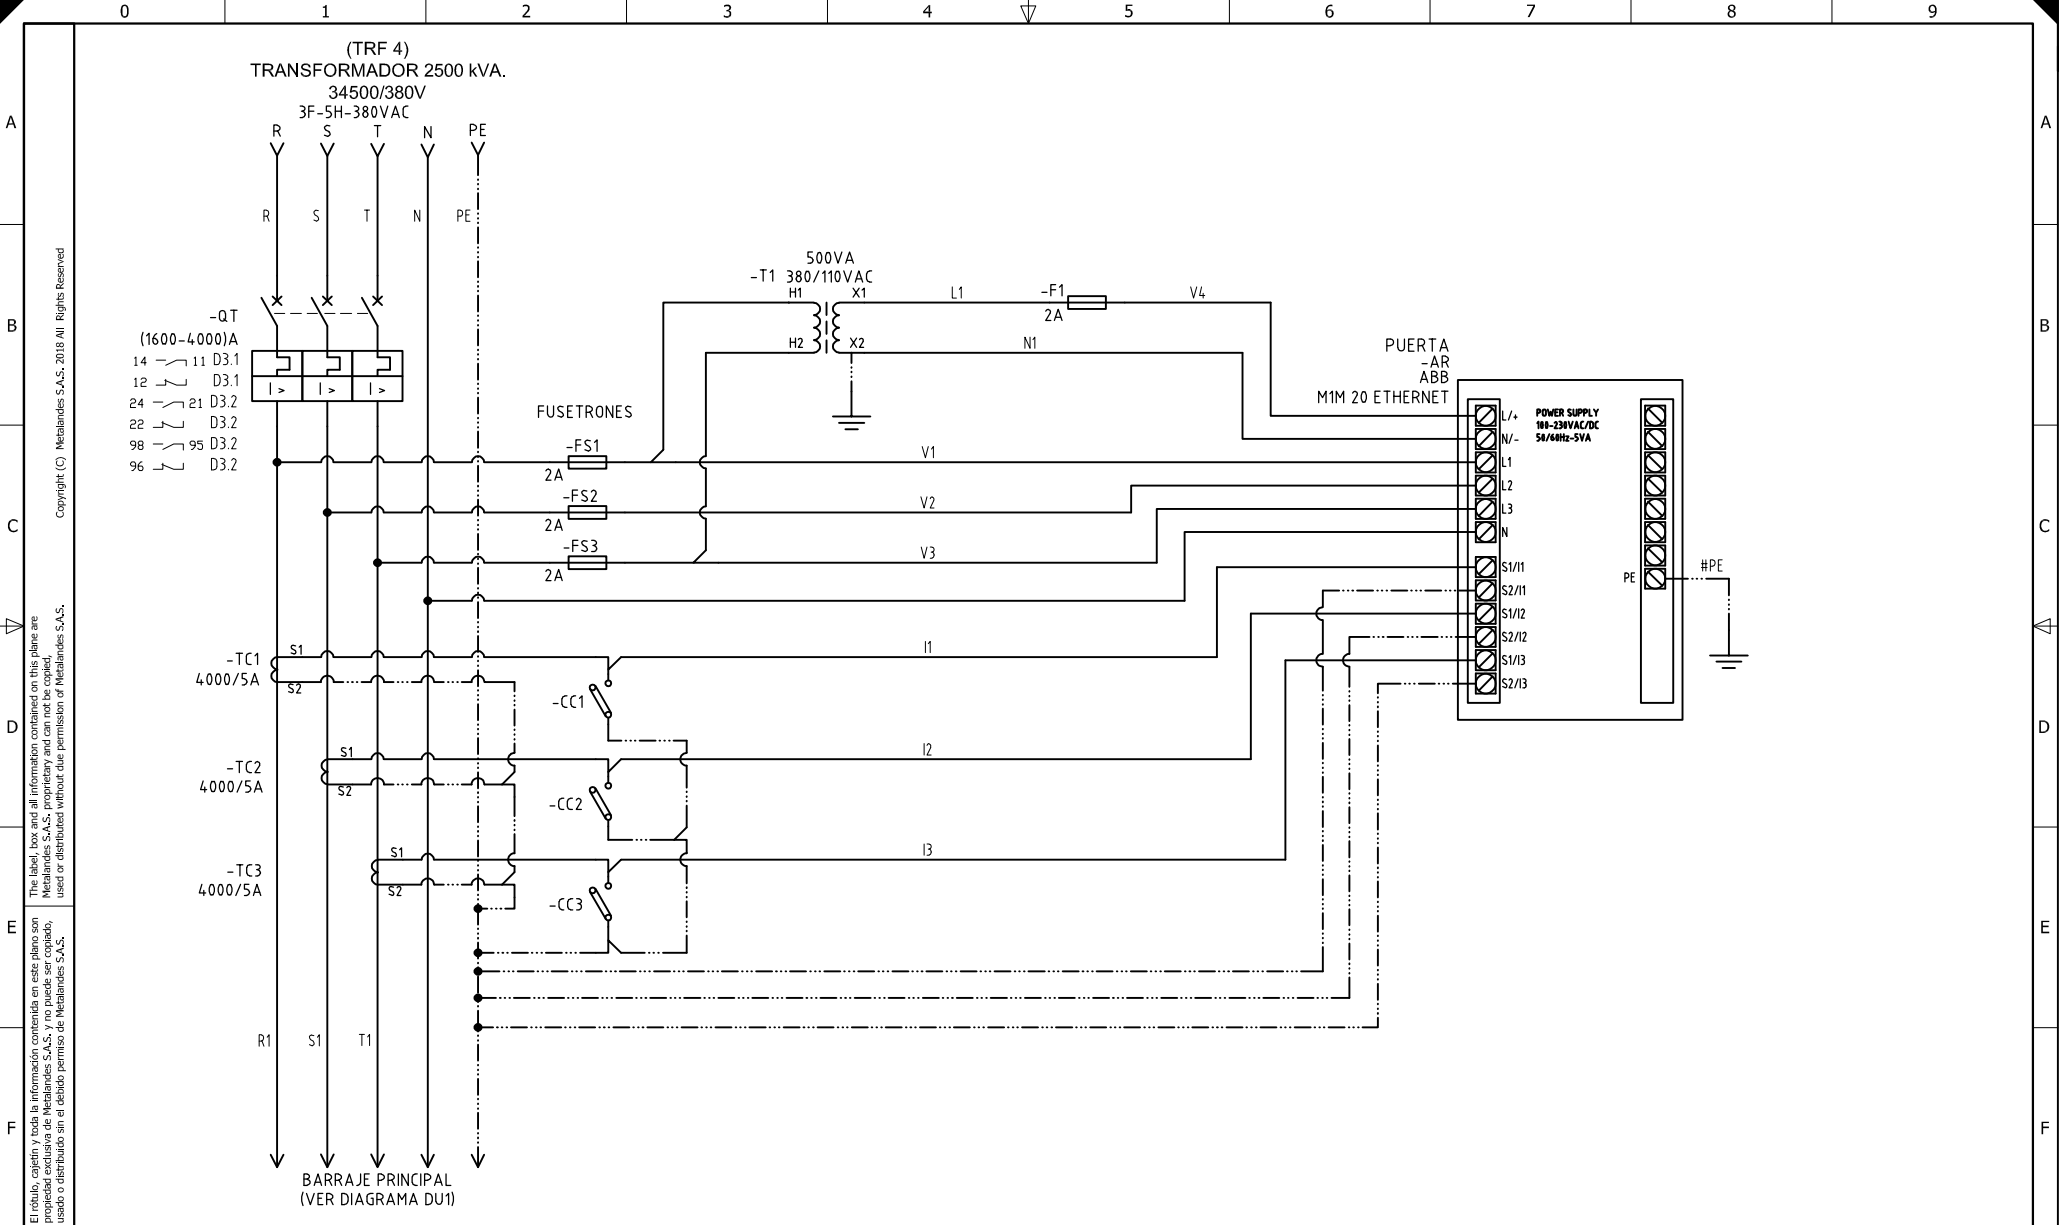 0 1 2 3 4 5 6 7 8 9
(TRF 4)
TRANSFORMADOR 2500 kVA.
34500/380V
3F-5H-380VAC
R S T N PE
A A
R S T N PE
500VA
-T1 380/110VAC
H1 X1 L1 -F1 V4
2A
H2 X2 N1
B B
-QT
(1600-4000)A
14 11 D3.1
12 D3.1
24 21 D3.2
22 D3.2
98 95 D3.2
96 D3.2
PUERTA
-AR
ABB
M1M 20 ETHERNET
FUSETRONES
-FS1
2A
V1
-FS2
2A
V2
-FS3
2A
V3
C C
L/+
N/-
L1
L2
L3
N
S1/I1
S2/I1
S1/I2
S2/I2
S1/I3
S2/I3
POWER SUPPLY
100-230VAC/DC
50/60Hz-5VA
PE #PE
-TC1
4000/5A
S1
S2
I1
-CC1
D D
-TC2
4000/5A
S1
S2
I2
-CC2
-TC3
4000/5A
S1
S2
I3
-CC3
E E
R1 S1 T1
F F
BARRAJE PRINCIPAL
(VER DIAGRAMA DU1)
Copyright (C) Metalandes S.A.S. 2018 All Rights Reserved
The label, box and all information contained on this plane are
Metalandes S.A.S. proprietary and can not be copied,
used or distributed without due permission of Metalandes S.A.S.
El rótulo, cajetín y toda la información contenida en este plano son
propiedad exclusiva de Metalandes S.A.S. y no puede ser copiado,
usado o distribuido sin el debido permiso de Metalandes S.A.S.